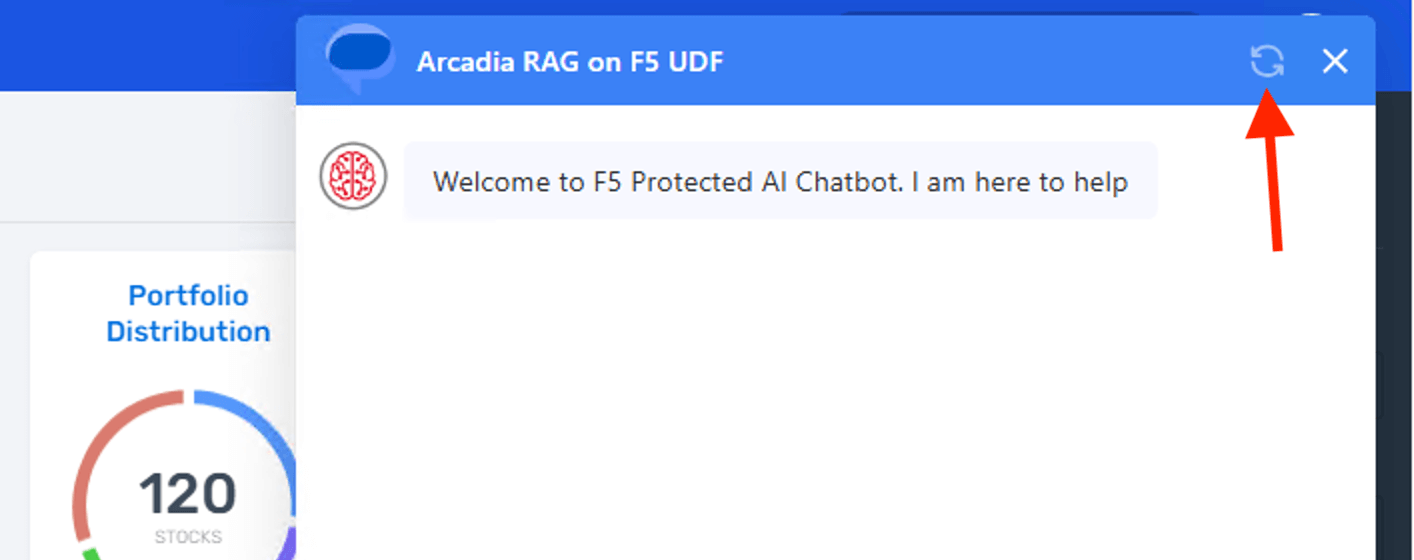 Arcadia RAG on F5 UDF
Welcome to F5 Protected AI Chatbot. I am here to help
Portfolio
Distribution
120
STOCKS